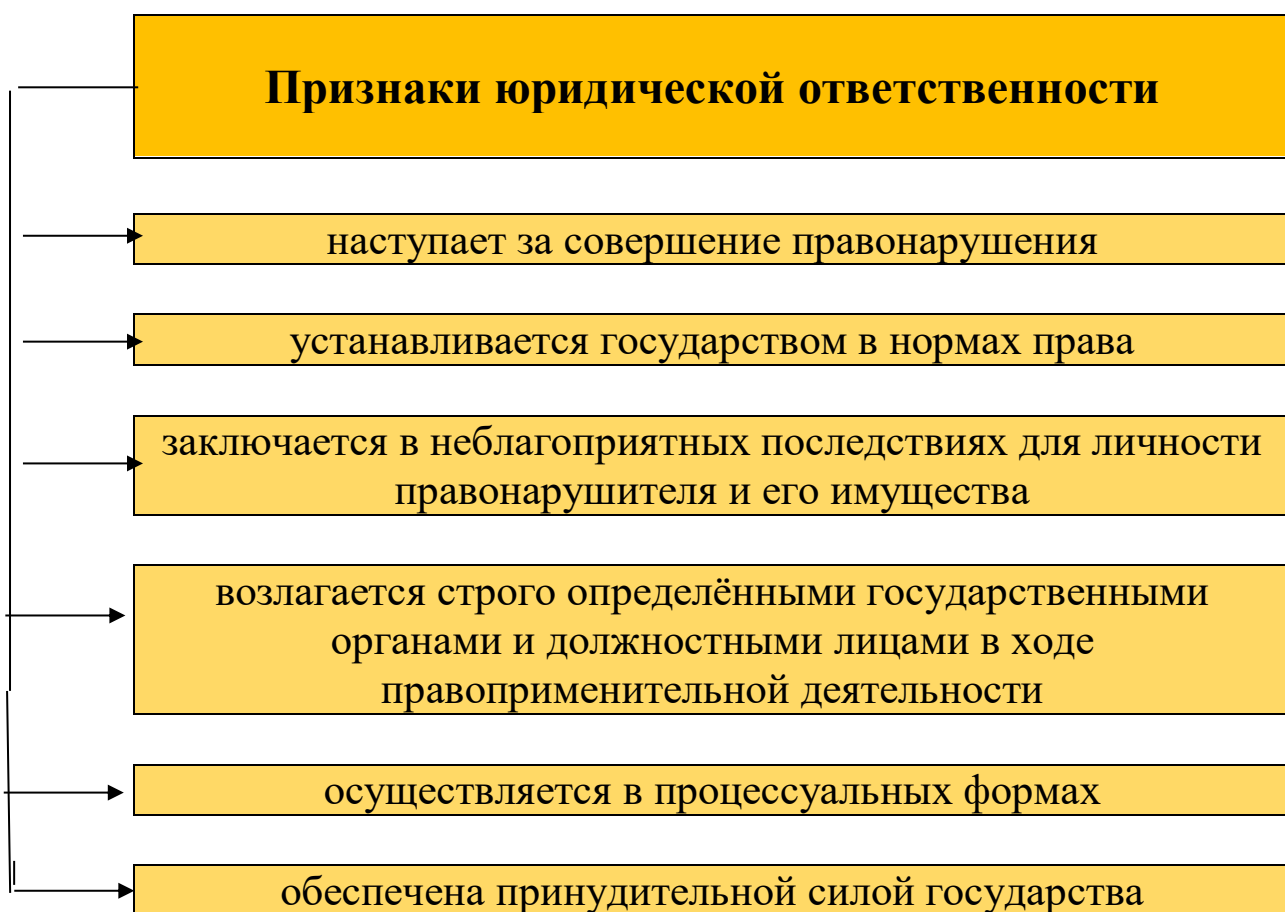 Признаки юридической ответственности
наступает за совершение правонарушения
устанавливается государством в нормах права
заключается в неблагоприятных последствиях для личности
правонарушителя и его имущества
возлагается строго определёнными государственными
органами и должностными лицами в ходе
правоприменительной деятельности
осуществляется в процессуальных формах
обеспечена принудительной силой государства